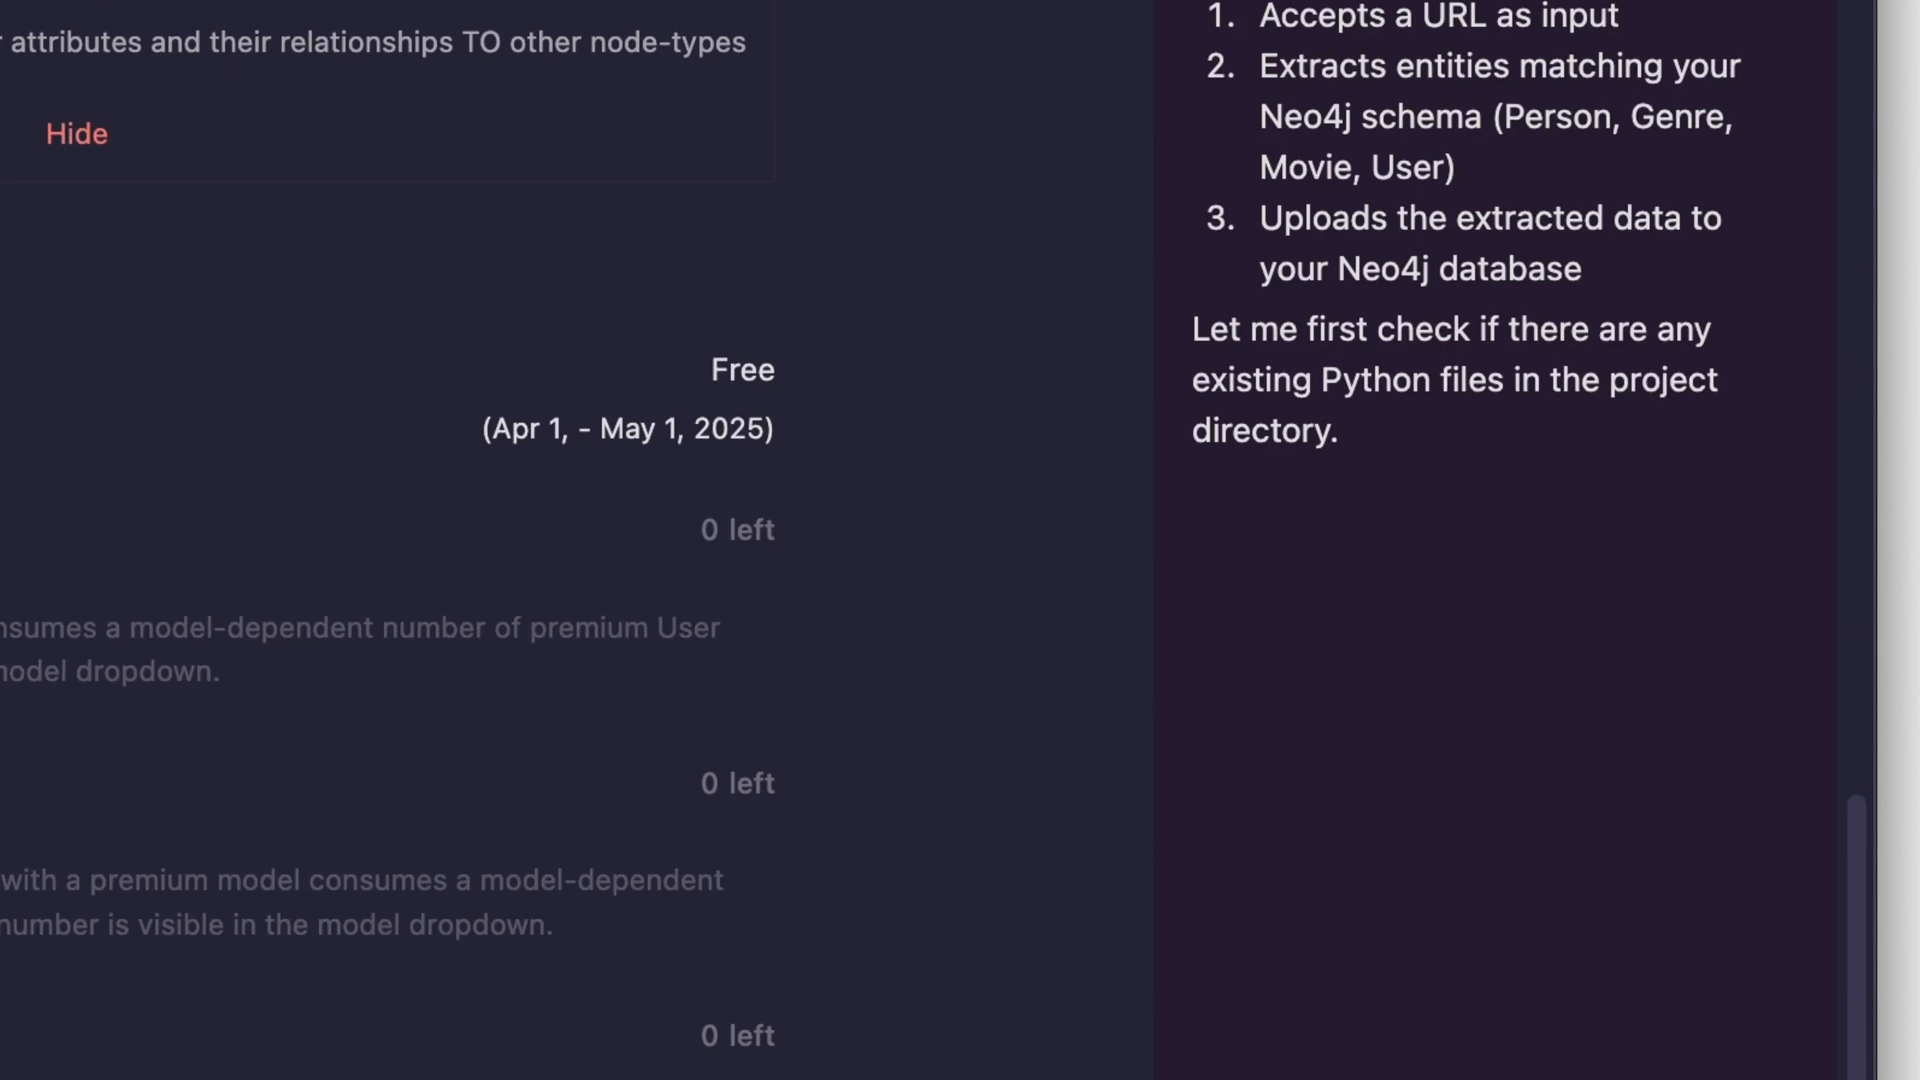 attributes and their relationships TO other node-types
Hide
Free
(Apr 1, - May 1, 2025)
0 left
a model-dependent number of premium User
dropdown.
0 left
with a premium model consumes a model-dependent
number is visible in the model dropdown.
0 left
1. Accepts a URL as input
2. Extracts entities matching your
Neo4j schema (Person, Genre,
Movie, User)
3. Uploads the extracted data to
your Neo4j database
Let me first check if there are any
existing Python files in the project
directory.